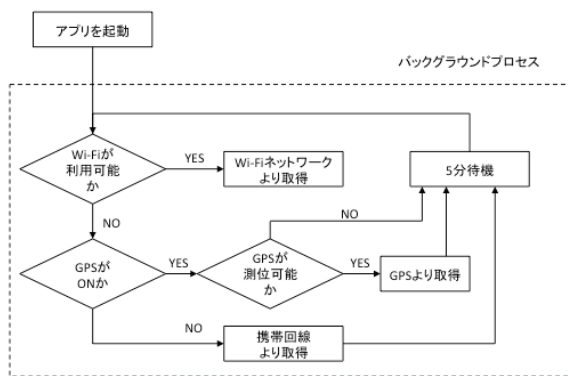 アプリを起動
バックグラウンドプロセス
Wi-Fiが
利用可能
か
YES
Wi-Fiネットワーク
より取得
5分待機
NO
NO
GPSが
ONか
YES
GPSが
測位可能
か
YES
GPSより取得
NO
携帯回線
より取得